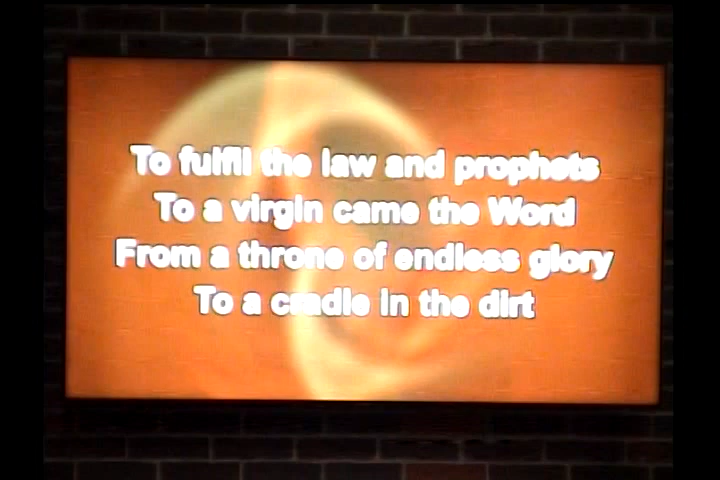 To fulfil the law and prophets
To a virgin came the Word
From a throne of endless glory
To a cradle in the dirt